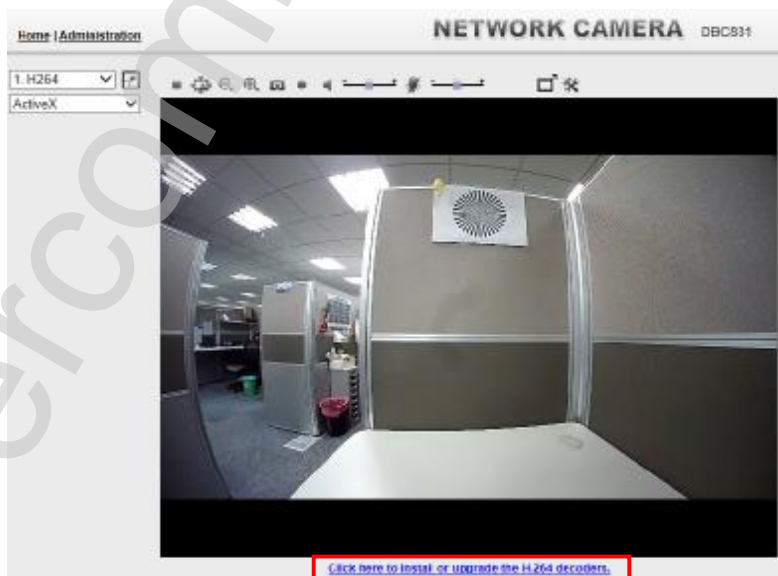 Home | Administration
NETWORK CAMERA DBC831
1. H264
ActiveX
Click here to install or upgrade the H.264 decoders.